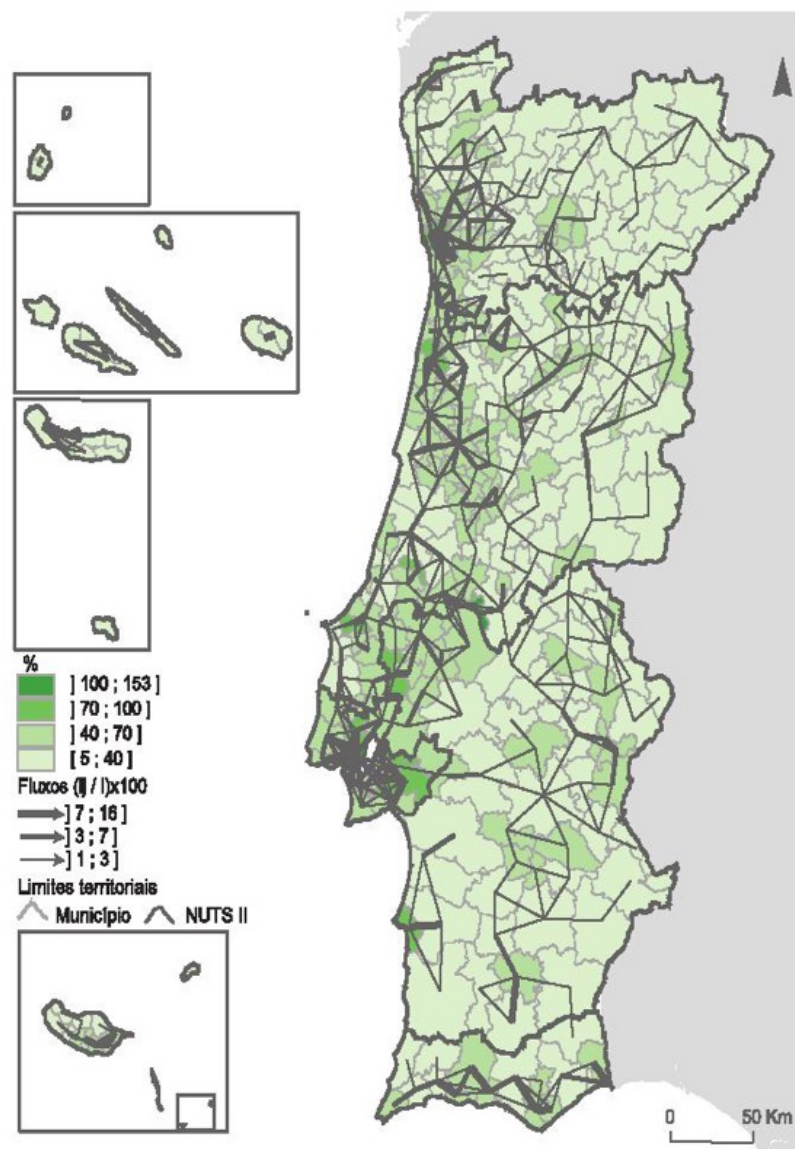 %
] 100 ; 153 ]
] 70 ; 100 ]
] 40 ; 70 ]
[ 5 ; 40 ]
Fluxos (Ij / I)x100
] 7 ; 16 ]
] 3 ; 7 ]
] 1 ; 3 ]
Limites territoriais
Município NUTS II
0 50 Km